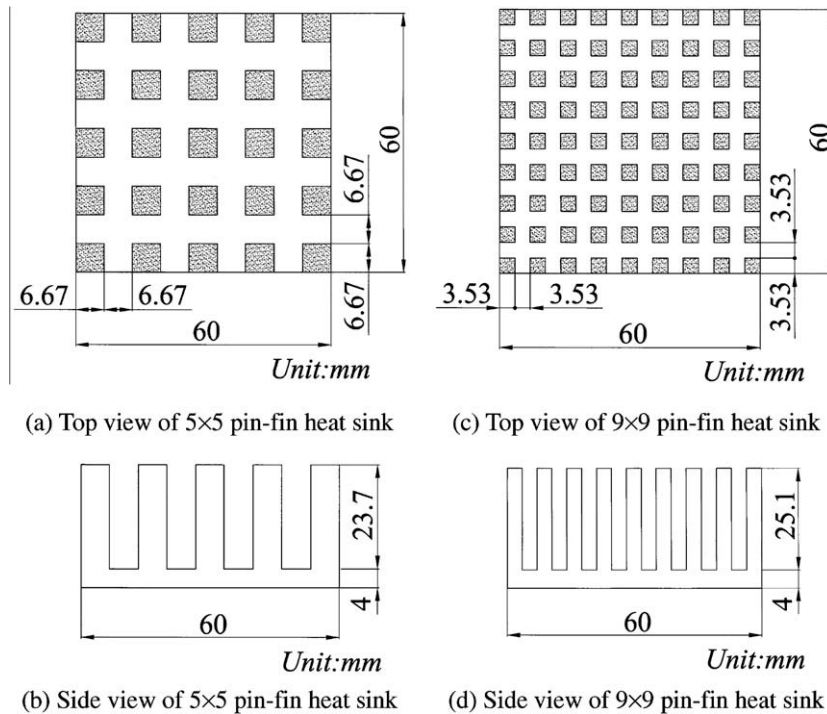 60
6.67
6.67
6.67
6.67
60
Unit:mm
(a) Top view of 5×5 pin-fin heat sink
60
3.53
3.53
3.53
3.53
60
Unit:mm
(c) Top view of 9×9 pin-fin heat sink
23.7
4
60
Unit:mm
(b) Side view of 5×5 pin-fin heat sink
25.1
4
60
Unit:mm
(d) Side view of 9×9 pin-fin heat sink